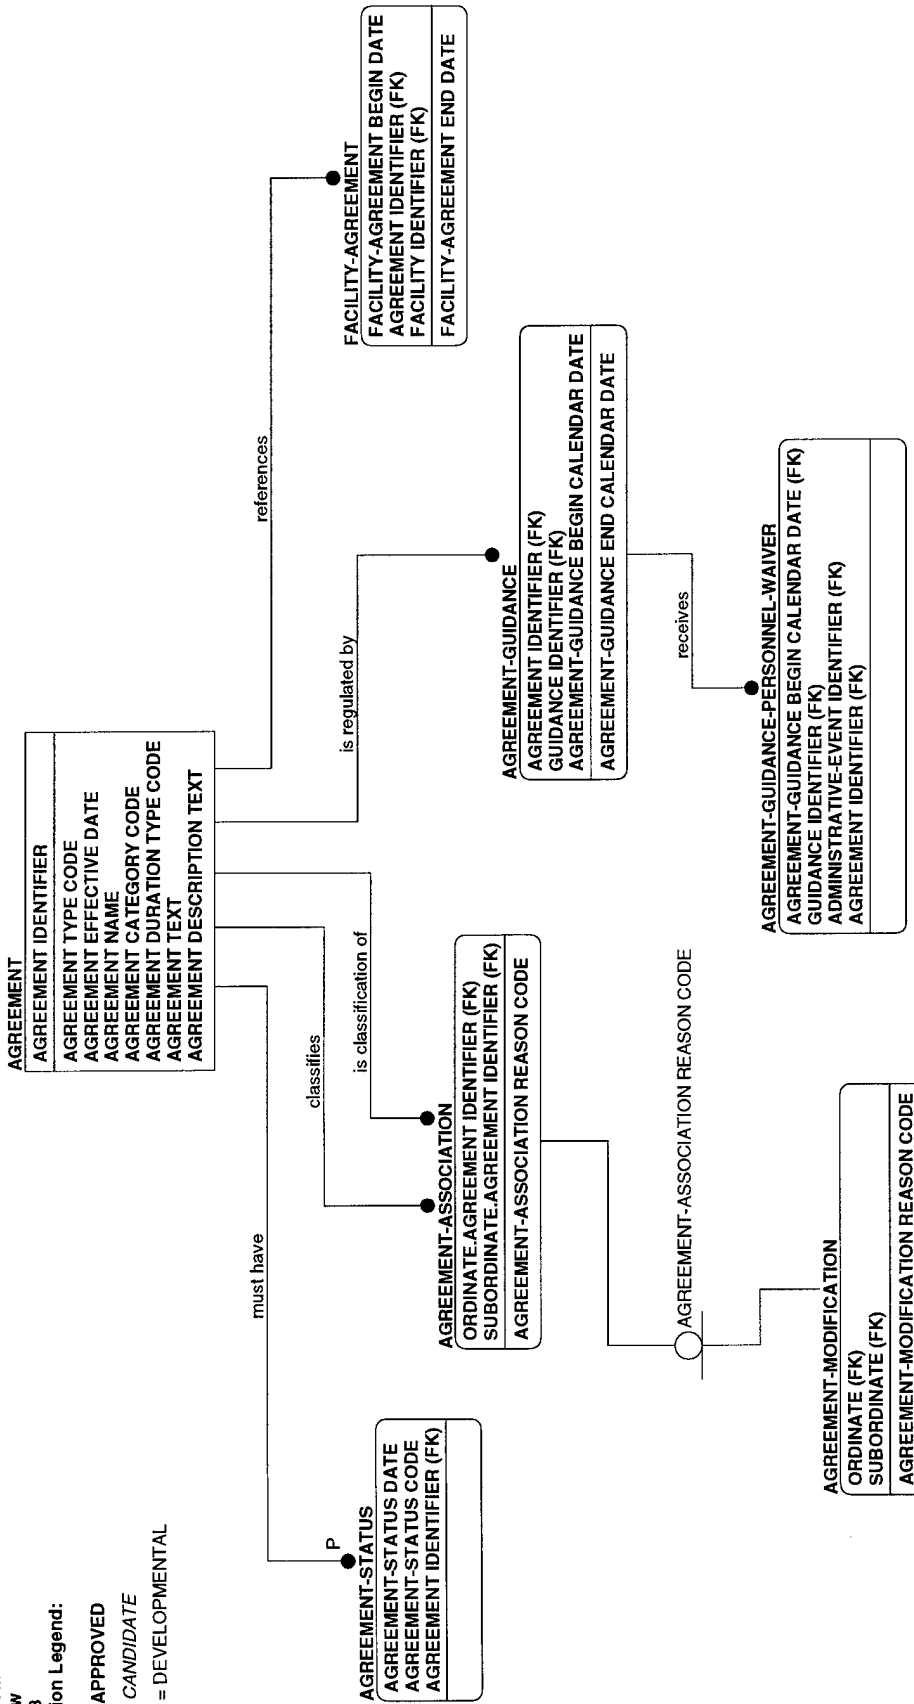 ion Legend:
APPROVED
CANDIDATE
= DEVELOPMENTAL
AGREEMENT
AGREEMENT IDENTIFIER
AGREEMENT TYPE CODE
AGREEMENT EFFECTIVE DATE
AGREEMENT NAME
AGREEMENT CATEGORY CODE
AGREEMENT DURATION TYPE CODE
AGREEMENT TEXT
AGREEMENT DESCRIPTION TEXT
must have
classifies
is classification of
is regulated by
references
P
AGREEMENT-STATUS
AGREEMENT-STATUS DATE
AGREEMENT-STATUS CODE
AGREEMENT IDENTIFIER (FK)
AGREEMENT-ASSOCIATION
ORDINATE.AGREEMENT IDENTIFIER (FK)
SUBORDINATE.AGREEMENT IDENTIFIER (FK)
AGREEMENT-ASSOCIATION REASON CODE
AGREEMENT-GUIDANCE
AGREEMENT IDENTIFIER (FK)
GUIDANCE IDENTIFIER (FK)
AGREEMENT-GUIDANCE BEGIN CALENDAR DATE
AGREEMENT-GUIDANCE END CALENDAR DATE
FACILITY-AGREEMENT
FACILITY-AGREEMENT BEGIN DATE
AGREEMENT IDENTIFIER (FK)
FACILITY IDENTIFIER (FK)
FACILITY-AGREEMENT END DATE
receives
AGREEMENT-ASSOCIATION REASON CODE
AGREEMENT-MODIFICATION
ORDINATE (FK)
SUBORDINATE (FK)
AGREEMENT-MODIFICATION REASON CODE
AGREEMENT-GUIDANCE-PERSONNEL-WAIVER
AGREEMENT-GUIDANCE BEGIN CALENDAR DATE (FK)
GUIDANCE IDENTIFIER (FK)
ADMINISTRATIVE-EVENT IDENTIFIER (FK)
AGREEMENT IDENTIFIER (FK)